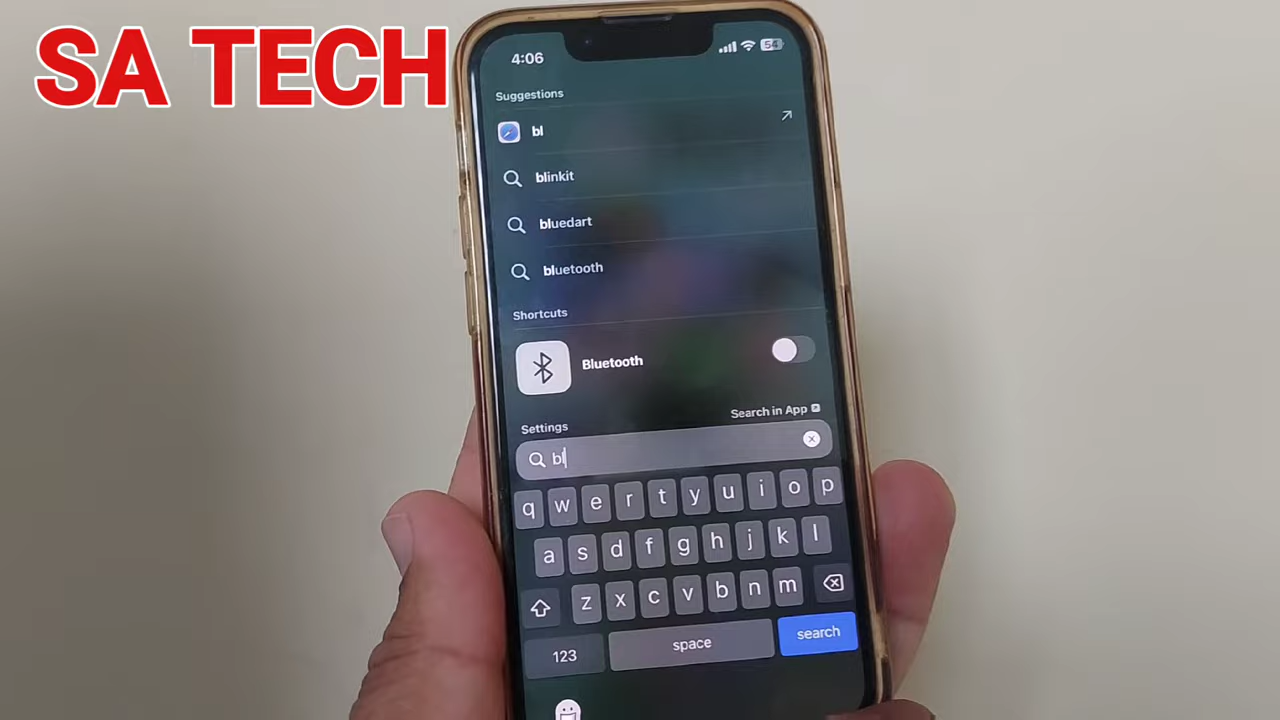 SA TECH
4:06
54
Suggestions
bl
blinkit
bluedart
bluetooth
Shortcuts
Bluetooth
Search in App
Settings
bl
q w e r t y u i o p
a s d f g h j k l
z x c v b n m
123 space search